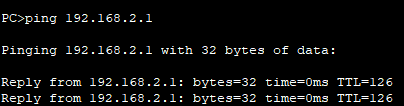 PC>ping 192.168.2.1
Pinging 192.168.2.1 with 32 bytes of data:
Reply from 192.168.2.1: bytes=32 time=0ms TTL=126
Reply from 192.168.2.1: bytes=32 time=0ms TTL=126